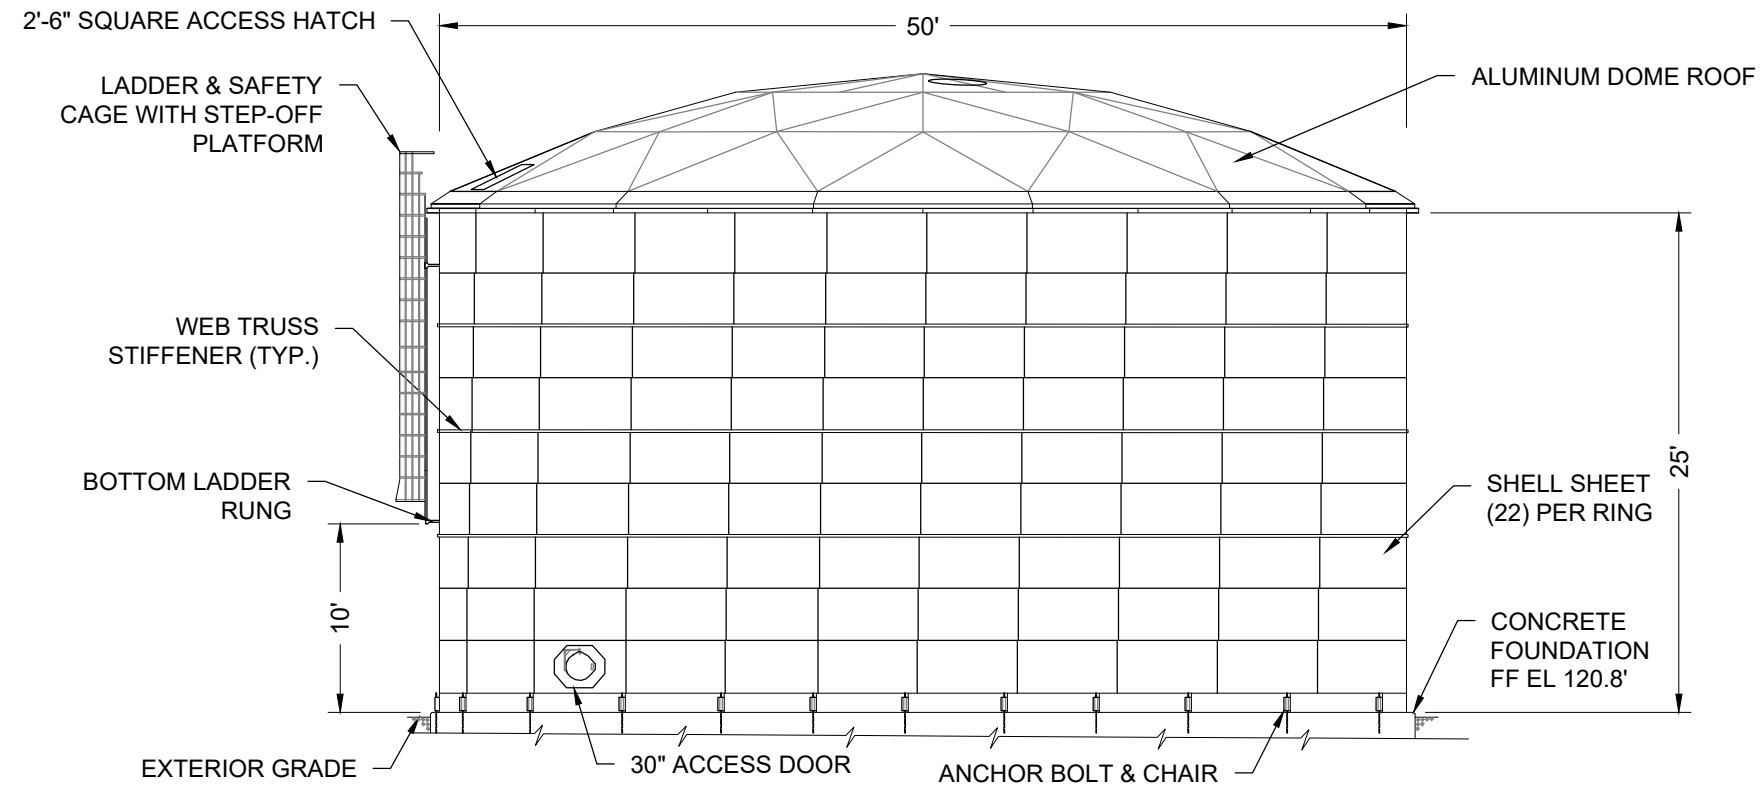 2'-6" SQUARE ACCESS HATCH
50'
LADDER & SAFETY
CAGE WITH STEP-OFF
PLATFORM
ALUMINUM DOME ROOF
WEB TRUSS
STIFFENER (TYP.)
BOTTOM LADDER
RUNG
25'
SHELL SHEET
(22) PER RING
10'
CONCRETE
FOUNDATION
FF EL 120.8'
EXTERIOR GRADE
30" ACCESS DOOR
ANCHOR BOLT & CHAIR